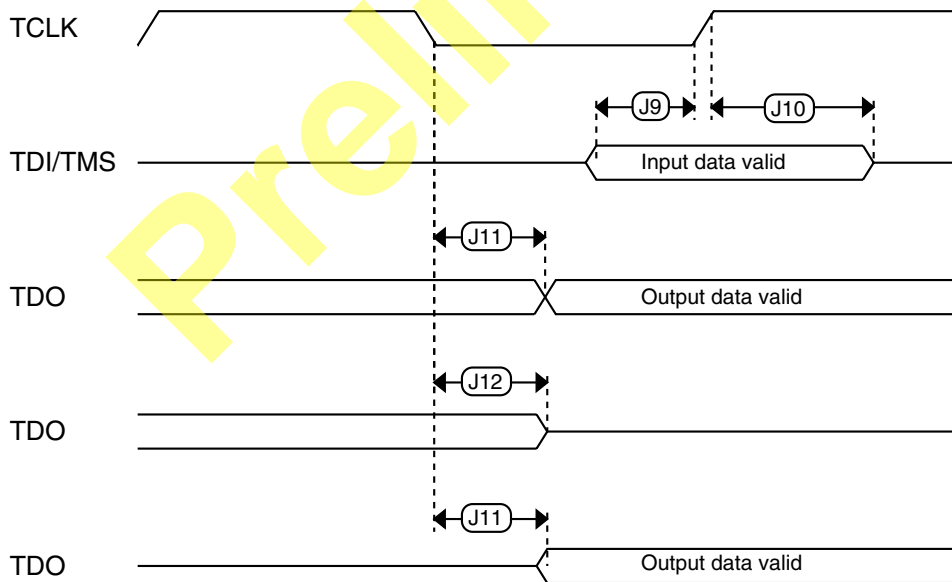 TCLK
J9
J10
TDI/TMS
Input data valid
J11
TDO
Output data valid
J12
TDO
J11
TDO
Output data valid
Preli